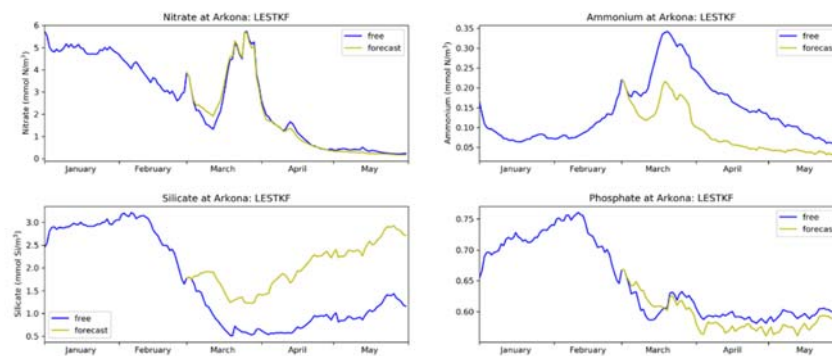 Nitrate at Arkona: LESTKF
free
forecast
Nitrate (mmol N/m³)
6
5
4
3
2
1
0
January February March April May
Ammonium at Arkona: LESTKF
free
forecast
Ammonium (mmol N/m³)
0.35
0.30
0.25
0.20
0.15
0.10
0.05
January February March April May
Silicate at Arkona: LESTKF
free
forecast
Silicate (mmol Si/m³)
3.0
2.5
2.0
1.5
1.0
0.5
January February March April May
Phosphate at Arkona: LESTKF
free
forecast
Phosphate (mmol N/m³)
0.75
0.70
0.65
0.60
January February March April May